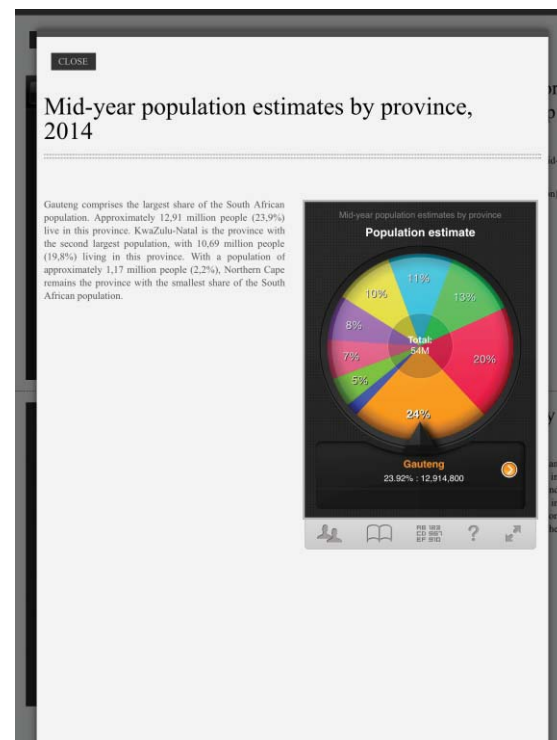 CLOSE
Mid-year population estimates by province,
2014
Gauteng comprises the largest share of the South African
population. Approximately 12,91 million people (23,9%)
live in this province. KwaZulu-Natal is the province with
the second largest population, with 10,69 million people
(19,8%) living in this province. With a population of
approximately 1,17 million people (2,2%), Northern Cape
remains the province with the smallest share of the South
African population.
Mid-year population estimates by province
Population estimate
11%
13%
10%
8%
Total:
54M
20%
7%
5%
24%
Gauteng
23.92% : 12,914,800
?